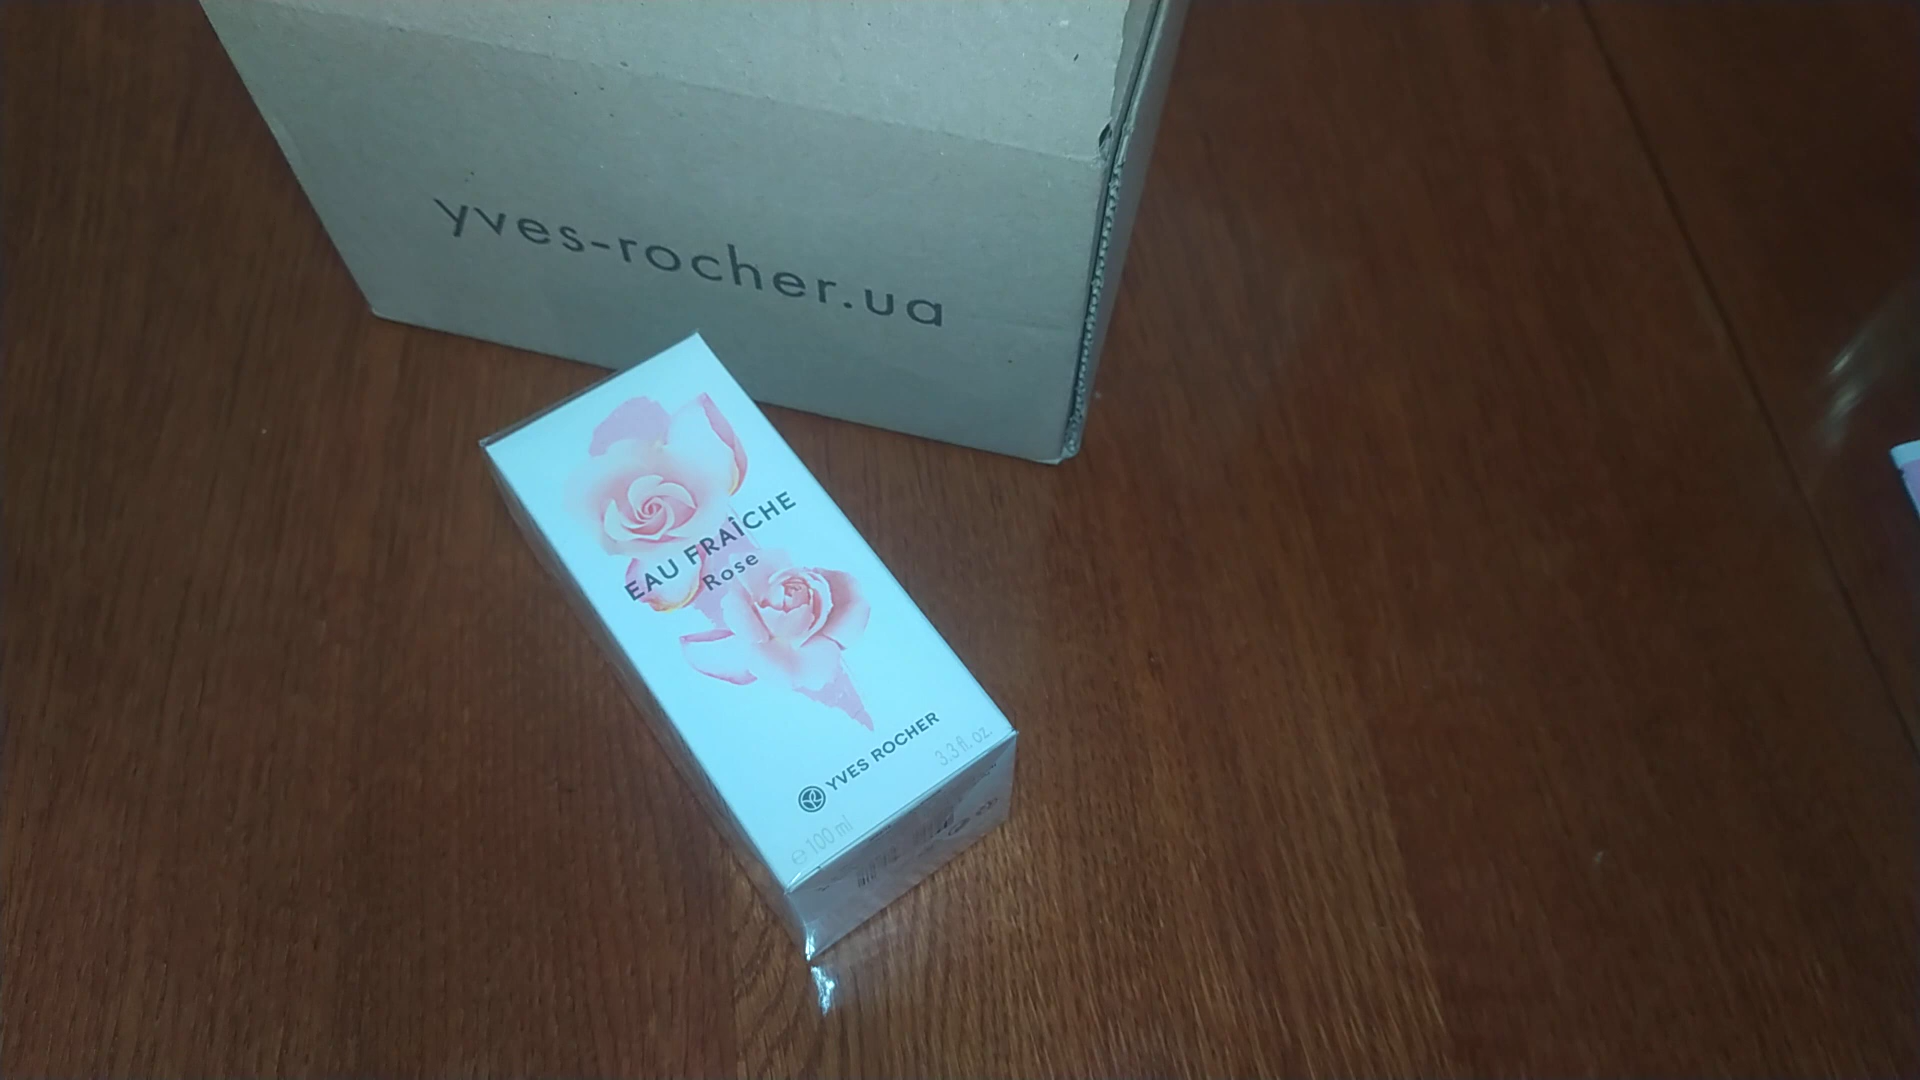 yves-rocher.ua
EAU FRAÎCHE
Rose
YVES ROCHER
e 100 ml
3.3 fl. oz.